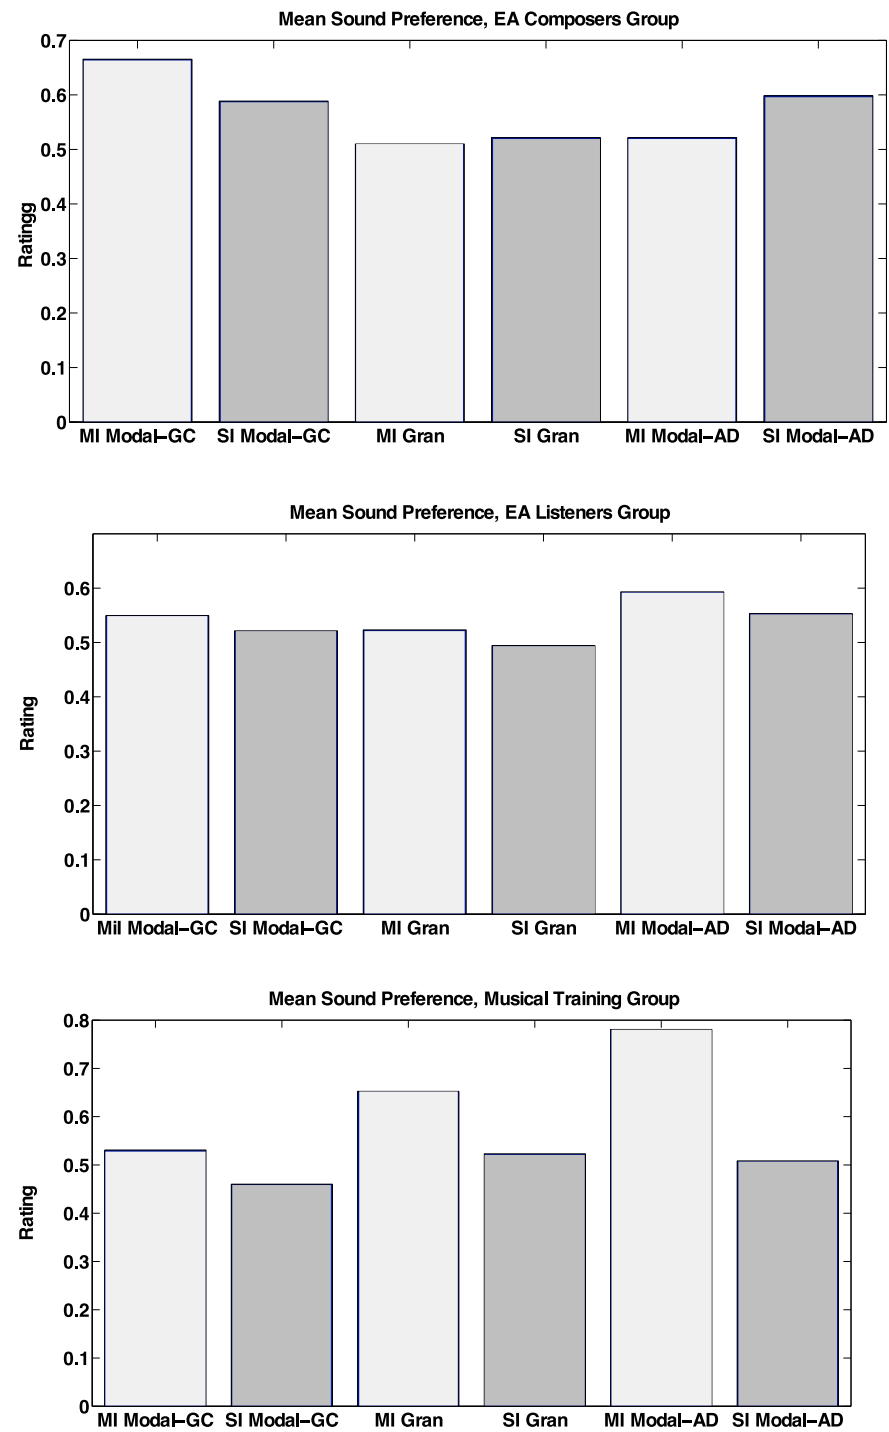 Mean Sound Preference, EA Composers Group
0.7
0.6
0.5
0.4
0.3
0.2
0.1
0
Ratingg
MI Modal–GC SI Modal–GC MI Gran SI Gran MI Modal–AD SI Modal–AD
Mean Sound Preference, EA Listeners Group
0.6
0.5
0.4
0.3
0.2
0.1
0
Rating
Mil Modal–GC SI Modal–GC MI Gran SI Gran MI Modal–AD SI Modal–AD
Mean Sound Preference, Musical Training Group
0.8
0.7
0.6
0.5
0.4
0.3
0.2
0.1
0
Rating
MI Modal–GC SI Modal–GC MI Gran SI Gran MI Modal–AD SI Modal–AD